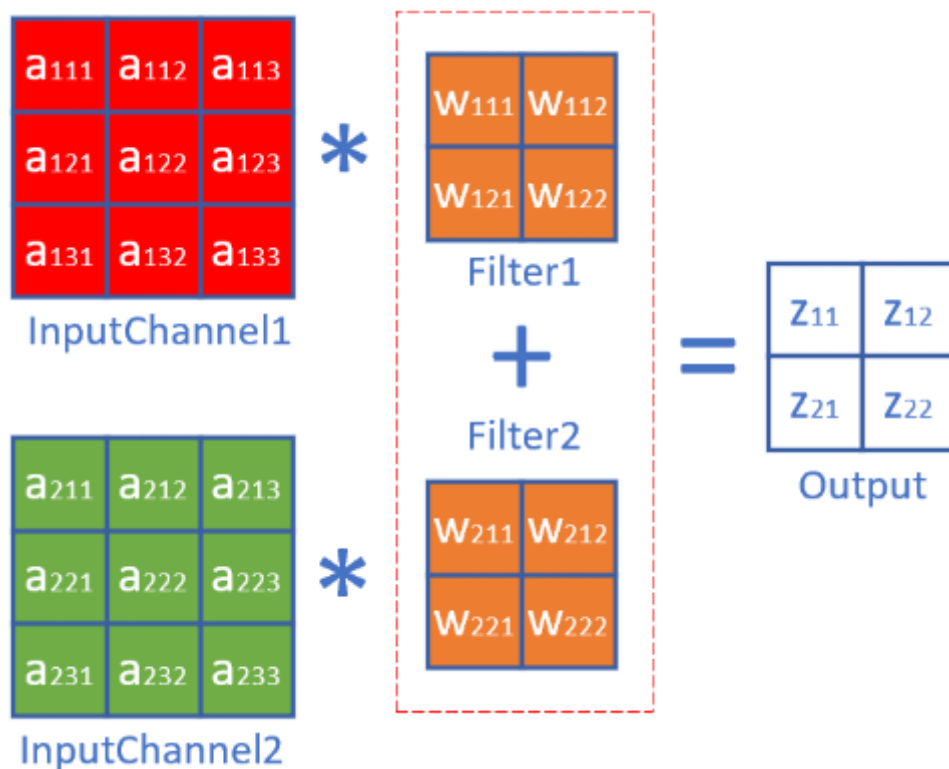 a111 a112 a113
a121 a122 a123
a131 a132 a133
InputChannel1
*
w111 w112
w121 w122
Filter1
+
Filter2
a211 a212 a213
a221 a222 a223
a231 a232 a233
InputChannel2
*
w211 w212
w221 w222
=
z11 z12
z21 z22
Output